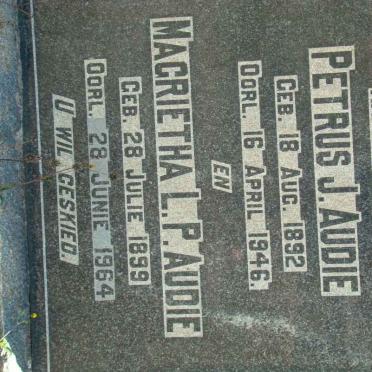 PETRUS J. AUDIE
GEB. 18 AUG. 1892
OORL. 16 APRIL 1946.
EN
MAGRIETHA L.P. AUDIE
GEB. 28 JULIE 1899
OORL. 28 JUNIE 1964
U WIL GESKIED.